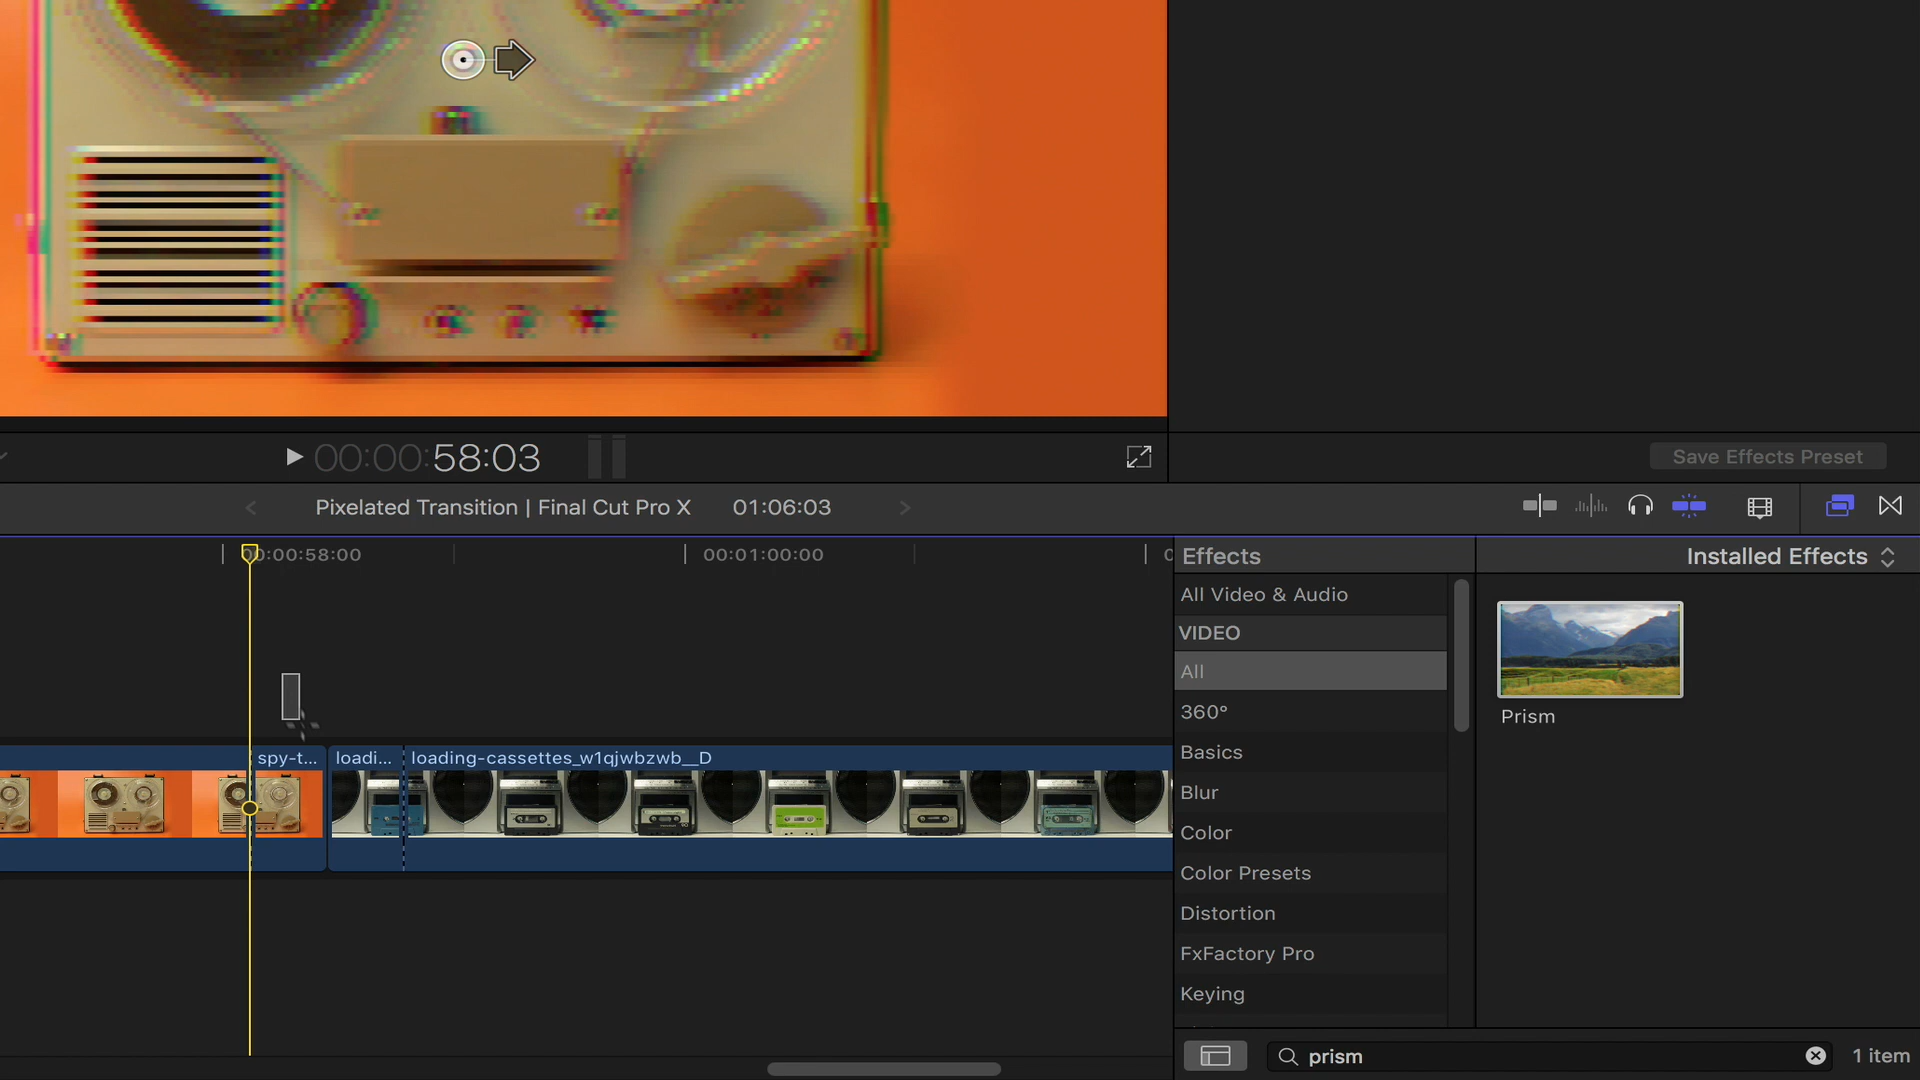 00:00:58:03
Save Effects Preset
Pixelated Transition | Final Cut Pro X 01:06:03
00:00:58:00 00:01:00:00
Effects
Installed Effects
All Video & Audio
VIDEO
All
360°
Basics
Blur
Color
Color Presets
Distortion
FxFactory Pro
Keying
Prism
spy-t... loadi... loading-cassettes_w1qjwbzwb__D
prism
1 item